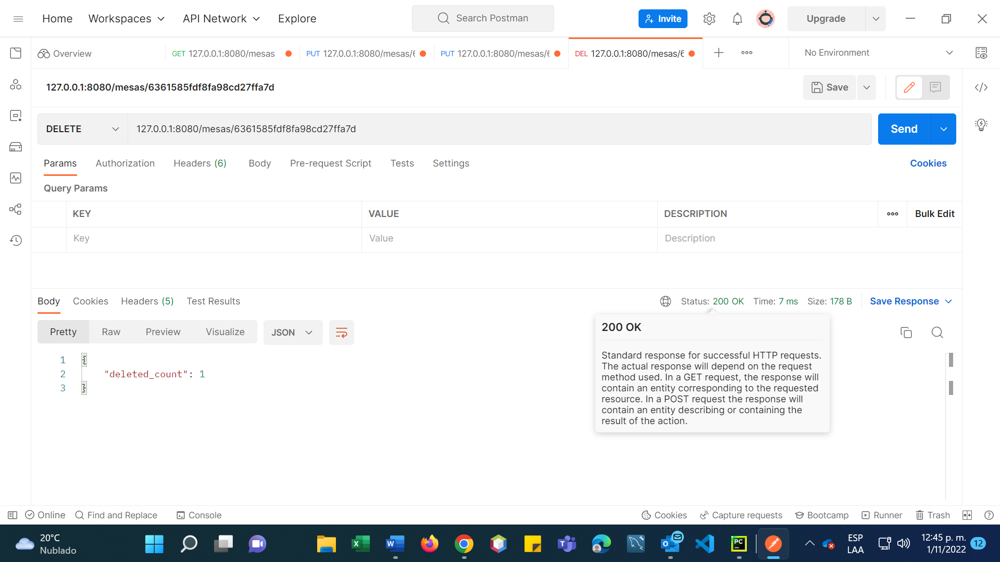 Home Workspaces API Network Explore Search Postman Invite Upgrade
Overview GET 127.0.0.1:8080/mesas PUT 127.0.0.1:8080/mesas/6 PUT 127.0.0.1:8080/mesas/6 DEL 127.0.0.1:8080/mesas/6 No Environment
127.0.0.1:8080/mesas/6361585fdf8fa98cd27ffa7d Save
DELETE 127.0.0.1:8080/mesas/6361585fdf8fa98cd27ffa7d Send
Params Authorization Headers (6) Body Pre-request Script Tests Settings Cookies
Query Params
KEY VALUE DESCRIPTION Bulk Edit
Key Value Description
Body Cookies Headers (5) Test Results Status: 200 OK Time: 7 ms Size: 178 B Save Response
Pretty Raw Preview Visualize JSON
200 OK
Standard response for successful HTTP requests.
The actual response will depend on the request
method used. In a GET request, the response will
contain an entity corresponding to the requested
resource. In a POST request the response will
contain an entity describing or containing the
result of the action.
1 {
2 "deleted_count": 1
3 }
Online Find and Replace Console Cookies Capture requests Bootcamp Runner Trash
20°C
Nublado
ESP
LAA
12:45 p. m.
1/11/2022
12